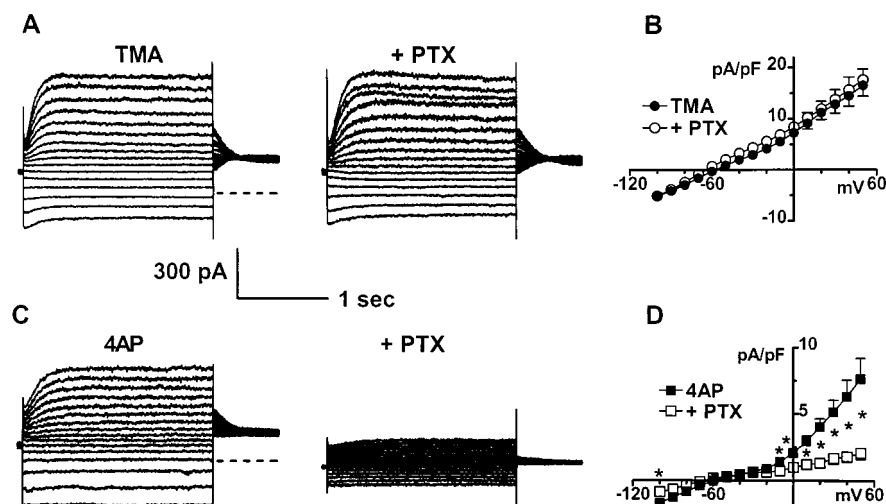 A
TMA
+ PTX
300 pA
1 sec
B
pA/pF
20
10
-10
-120
-60
mV
60
TMA
+ PTX
C
4AP
+ PTX
D
pA/pF
10
5
-120
-60
mV
60
4AP
+ PTX
*
*
*
*
*
*
*
*